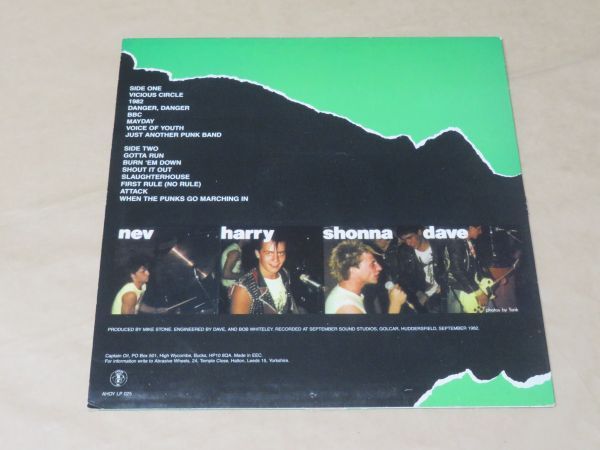 SIDE ONE
VICIOUS CIRCLE
1982
DANGER, DANGER
BBC
MAYDAY
VOICE OF YOUTH
JUST ANOTHER PUNK BAND
SIDE TWO
GOTTA RUN
BURN 'EM DOWN
SHOUT IT OUT
SLAUGHTERHOUSE
FIRST RULE (NO RULE)
ATTACK
WHEN THE PUNKS GO MARCHING IN
nev harry shonna dave
photos by Tonk
PRODUCED BY MIKE STONE. ENGINEERED BY DAVE, AND BOB WHITELEY, RECORDED AT SEPTEMBER SOUND STUDIOS, GOLCAR, HUDDERSFIELD, SEPTEMBER 1982.
Captain Oi!, PO Box 501, High Wycombe, Bucks, HP10 8QA. Made in EEC.
For information write to Abrasive Wheels, 24, Temple Close, Halton, Leeds 15, Yorkshire.
AHOY LP 025